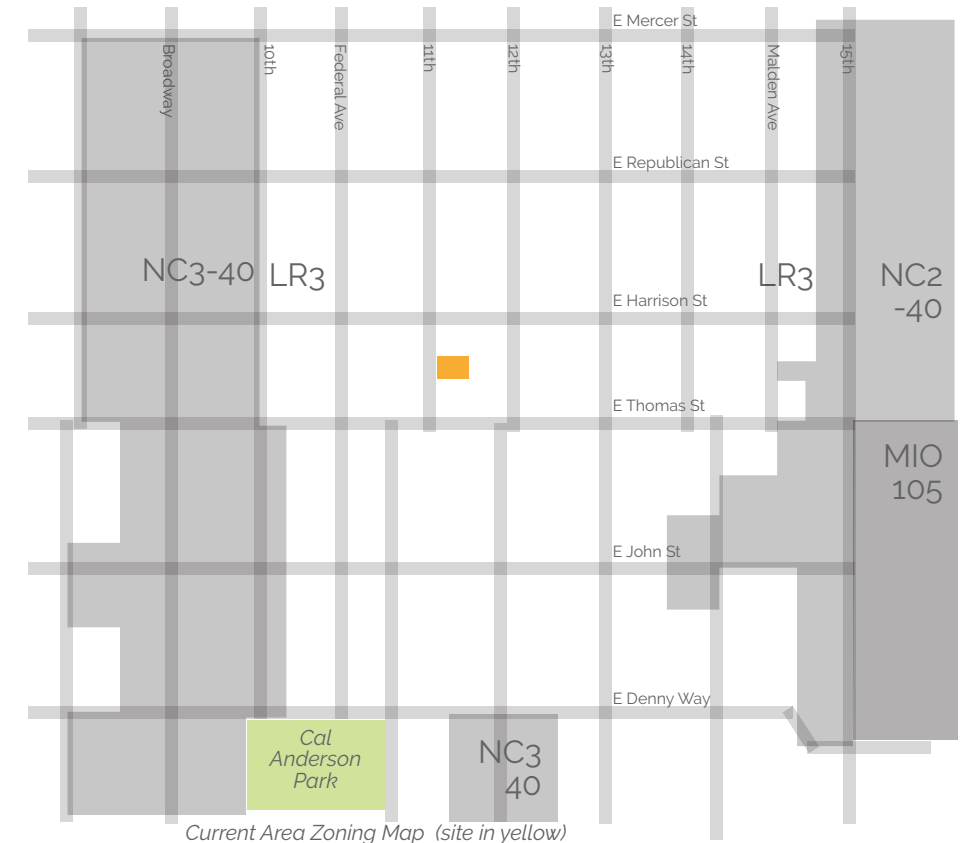 E Mercer St
Broadway
10th
Federal Ave
11th
12th
13th
14th
Malden Ave
15th
E Republican St
NC3-40
LR3
LR3
NC2
-40
E Harrison St
E Thomas St
MIO
105
E John St
E Denny Way
Cal
Anderson
Park
NC3
40
Current Area Zoning Map (site in yellow)